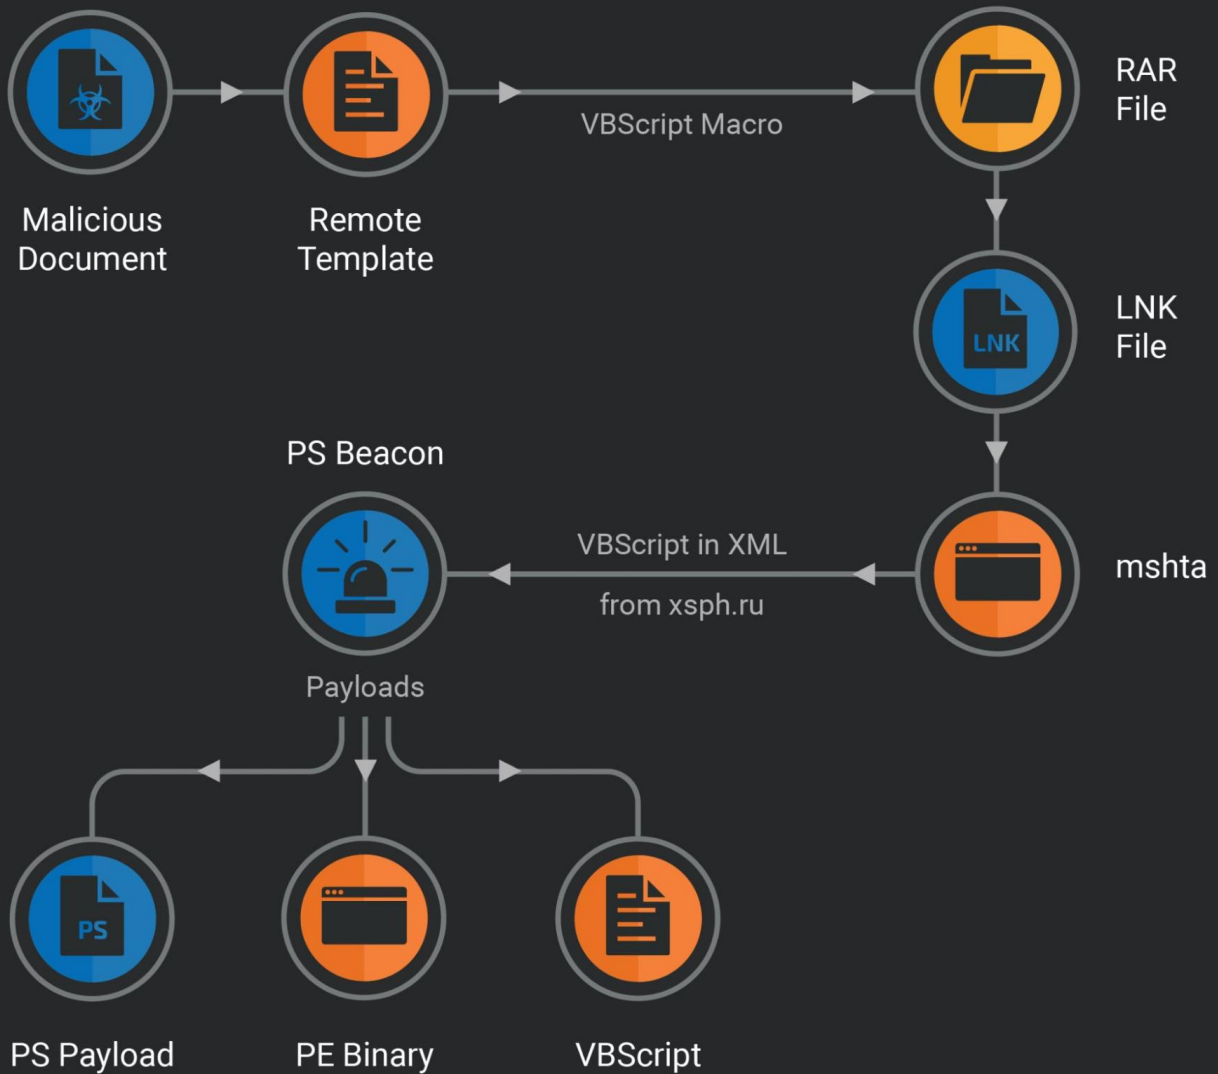 VBScript Macro
RAR
File
Malicious
Document
Remote
Template
LNK
LNK
File
PS Beacon
VBScript in XML
from xsph.ru
mshta
Payloads
PS
PS Payload
PE Binary
VBScript